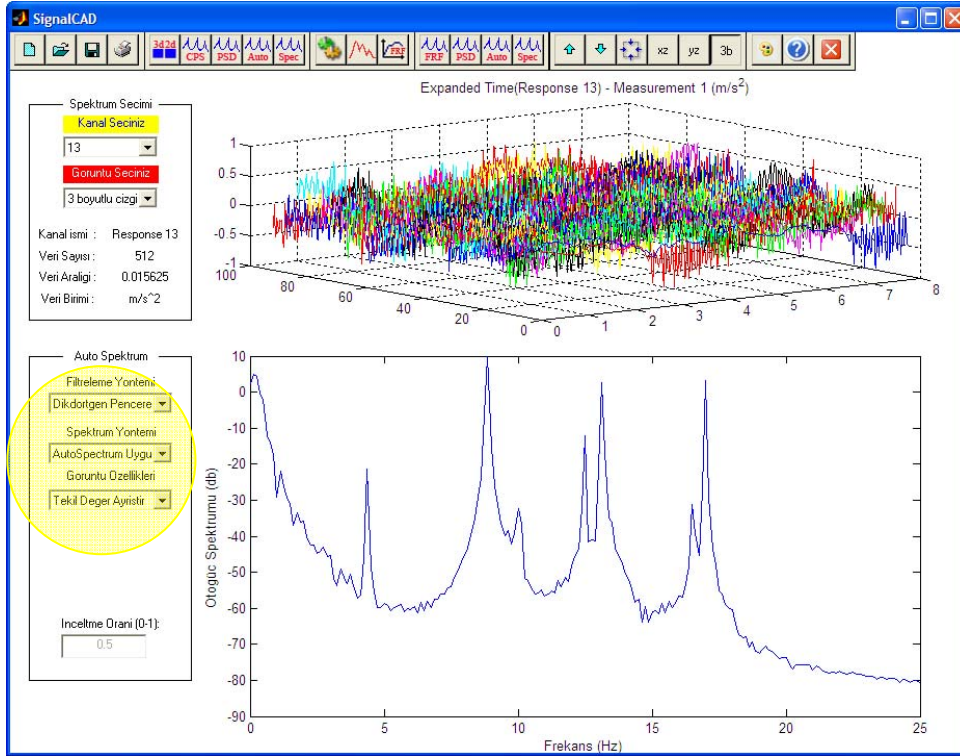 SignalCAD
3d2d CPS PSD Auto Spec FRF FRF PSD Auto Spec xz yz 3b
Expanded Time(Response 13) - Measurement 1 (m/s²)
Spektrum Secimi
Kanal Seciniz
13
Goruntu Seciniz
3 boyutlu cizgi
Kanal ismi : Response 13
Veri Sayısı : 512
Veri Araligi : 0.015625
Veri Birimi : m/s^2
1
0.5
0
-0.5
-1
100
80
60
40
20
0
0 1 2 3 4 5 6 7 8
Auto Spektrum
Filtreleme Yontemi
Dikdortgen Pencere
Spektrum Yontemi
AutoSpectrum Uygu
Goruntu Ozellikleri
Tekil Deger Ayristir
Inceltme Orani (0-1):
0.5
Otogüc Spektrumu (db)
10
0
-10
-20
-30
-40
-50
-60
-70
-80
-90
0 5 10 15 20 25
Frekans (Hz)